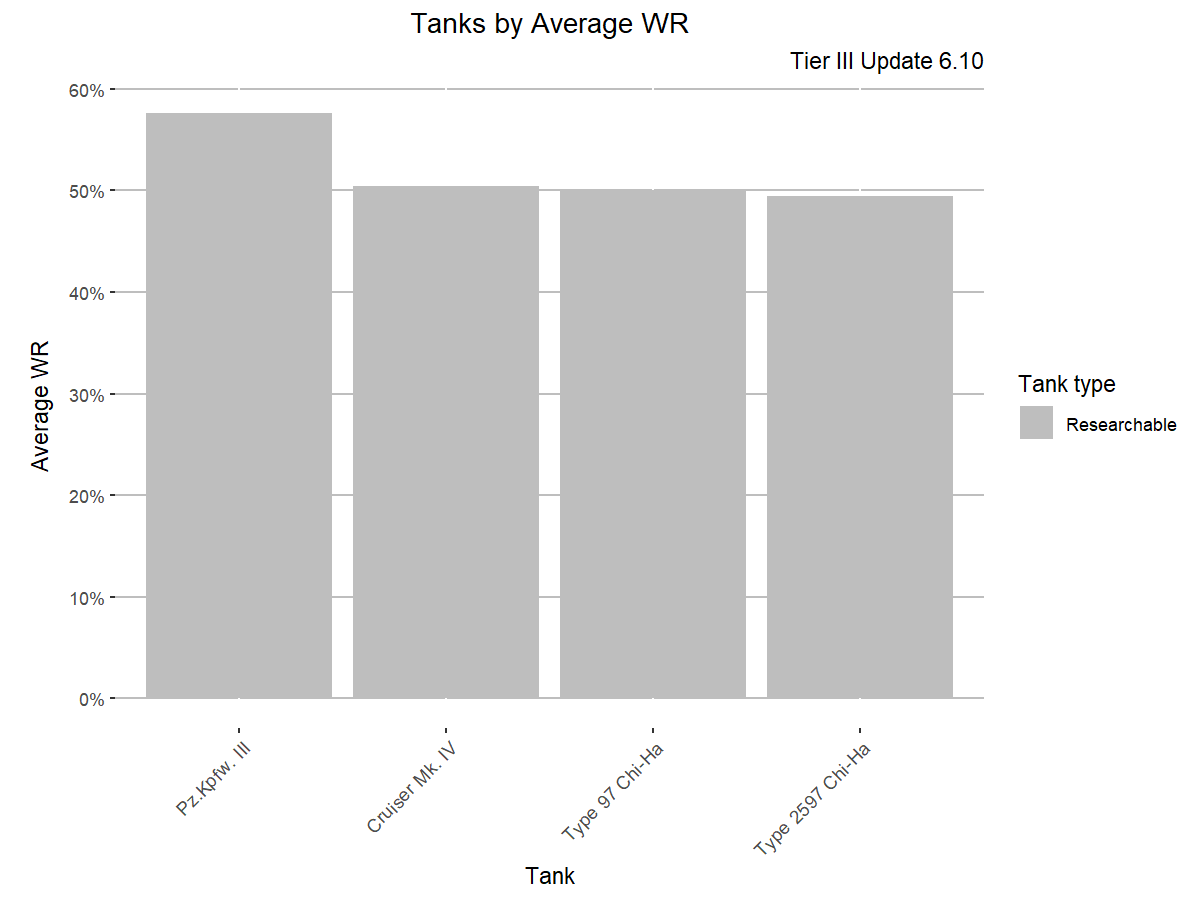 Tanks by Average WR
Tier III Update 6.10
60%
50%
40%
30%
20%
10%
0%
Average WR
Pz.Kpfw. III
Cruiser Mk. IV
Type 97 Chi-Ha
Type 2597 Chi-Ha
Tank
Tank type
Researchable